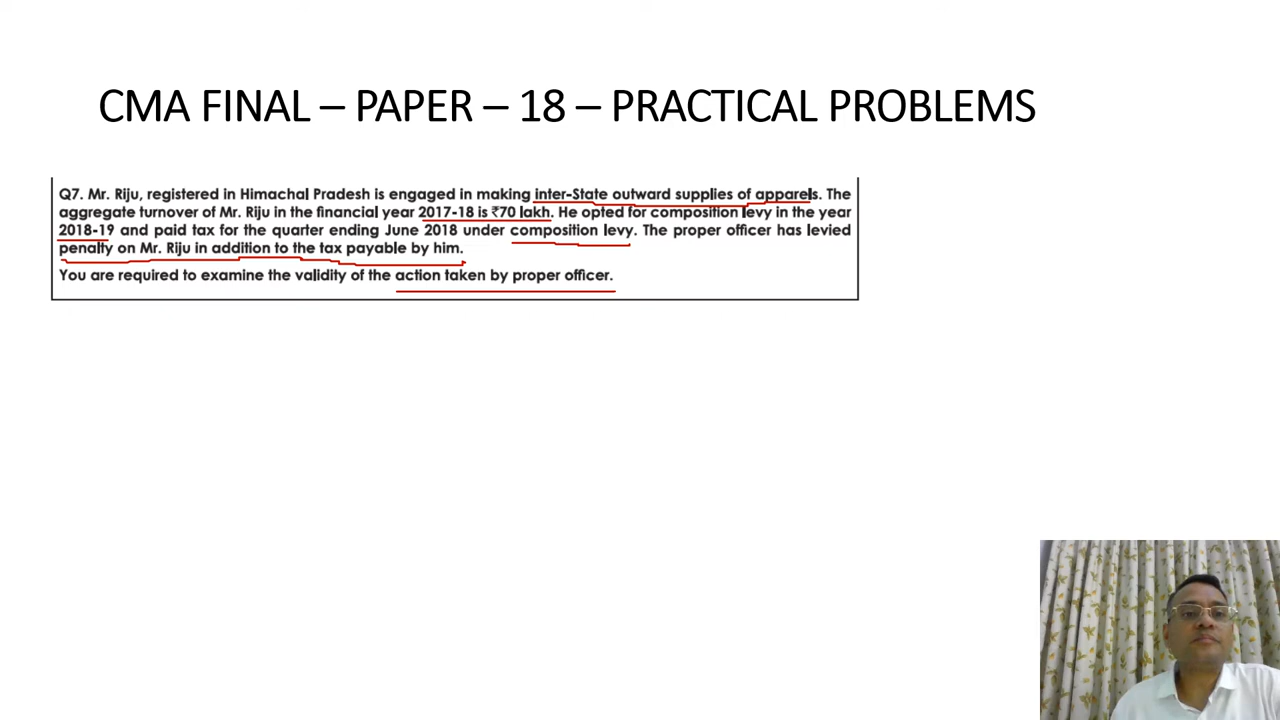 CMA FINAL – PAPER – 18 – PRACTICAL PROBLEMS
Q7. Mr. Riju, registered in Himachal Pradesh is engaged in making inter-State outward supplies of apparels. The
aggregate turnover of Mr. Riju in the financial year 2017-18 is ₹70 lakh. He opted for composition levy in the year
2018-19 and paid tax for the quarter ending June 2018 under composition levy. The proper officer has levied
penalty on Mr. Riju in addition to the tax payable by him.
You are required to examine the validity of the action taken by proper officer.